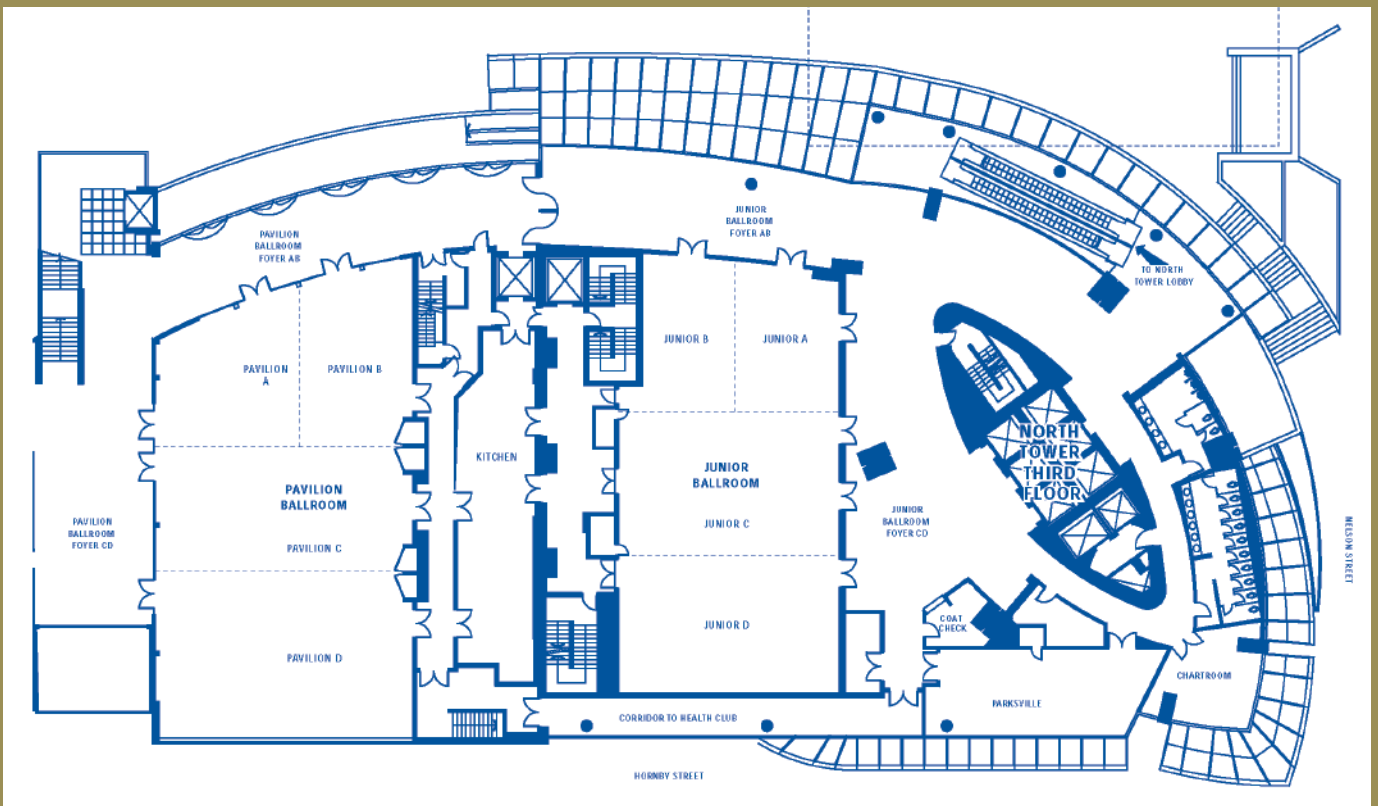 JUNIOR
BALLROOM
FOYER AB
PAVILION
BALLROOM
FOYER AB
TO NORTH
TOWER LOBBY
PAVILION
A
PAVILION B
JUNIOR B
JUNIOR A
NORTH
TOWER
THIRD
FLOOR
KITCHEN
JUNIOR
BALLROOM
PAVILION
BALLROOM
JUNIOR C
JUNIOR
BALLROOM
FOYER CD
PAVILION
BALLROOM
FOYER CD
PAVILION C
NELSON STREET
COAT
CHECK
JUNIOR D
PAVILION D
CHARTROOM
PARKSVILLE
CORRIDOR TO HEALTH CLUB
HORNBY STREET